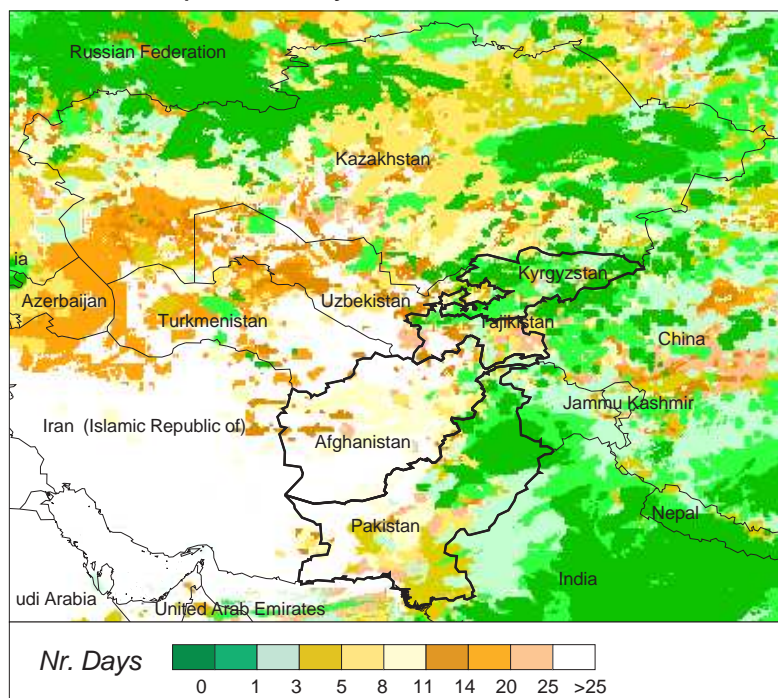 Russian Federation
Kazakhstan
ia
Kyrgyzstan
Azerbaijan
Uzbekistan
Turkmenistan
Tajikistan
China
Jammu Kashmir
Iran (Islamic Republic of)
Afghanistan
Pakistan
Nepal
India
udi Arabia
United Arab Emirates
Nr. Days
0 1 3 5 8 11 14 20 25 >25